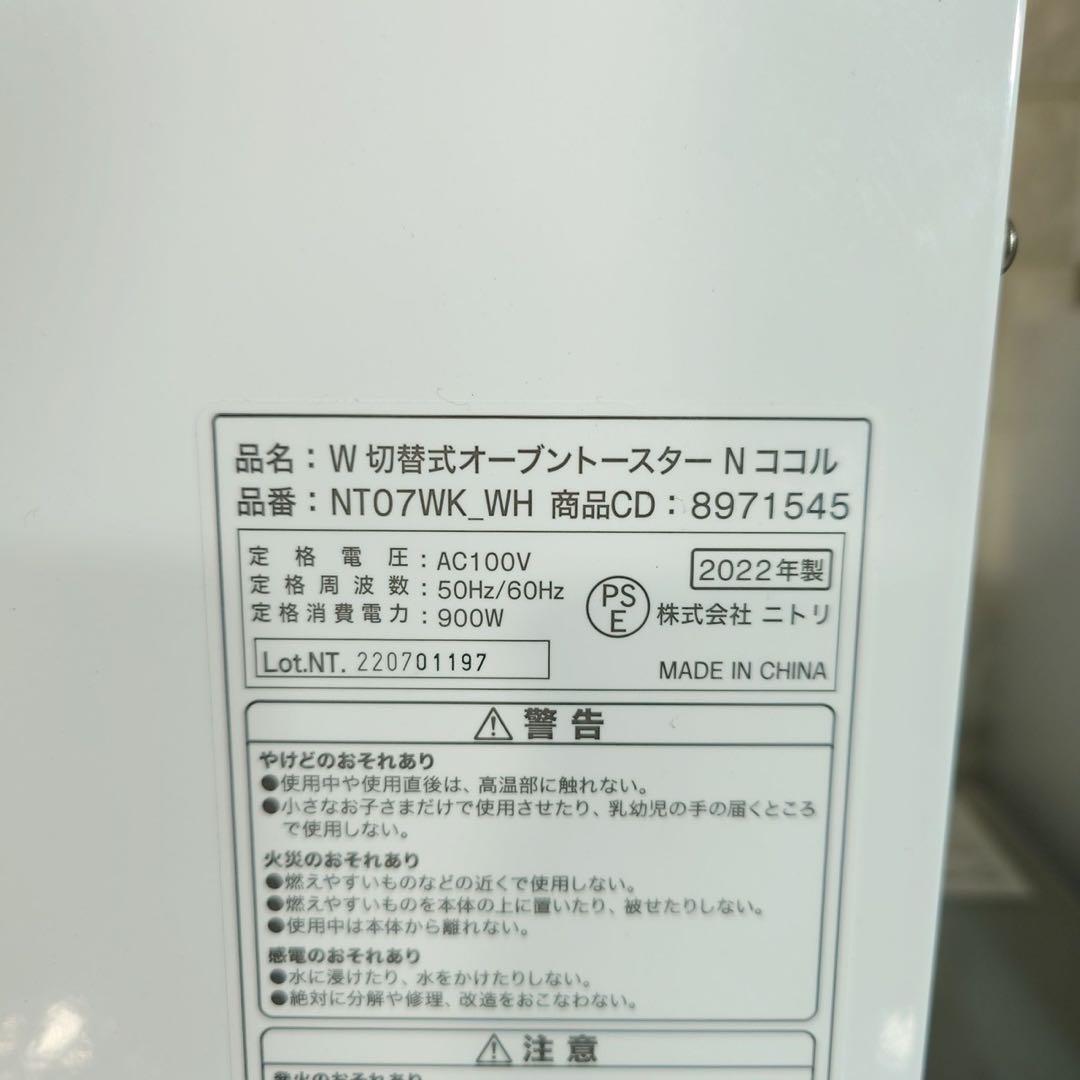 品名：W 切替式オーブントースター N ココル
品番：NT07WK_WH 商品CD：8971545
定格電圧：AC100V
定格周波数：50Hz/60Hz
定格消費電力：900W
2022年製
PS
E
株式会社 ニトリ
Lot.NT. 220701197
MADE IN CHINA
⚠警告
やけどのおそれあり
●使用中や使用直後は、高温部に触れない。
●小さなお子さまだけで使用させたり、乳幼児の手の届くところ
で使用しない。
火災のおそれあり
●燃えやすいものなどの近くで使用しない。
●燃えやすいものを本体の上に置いたり、被せたりしない。
●使用中は本体から離れない。
感電のおそれあり
●水に浸けたり、水をかけたりしない。
●絶対に分解や修理、改造をおこなわない。
⚠注意
発火のおそれあり